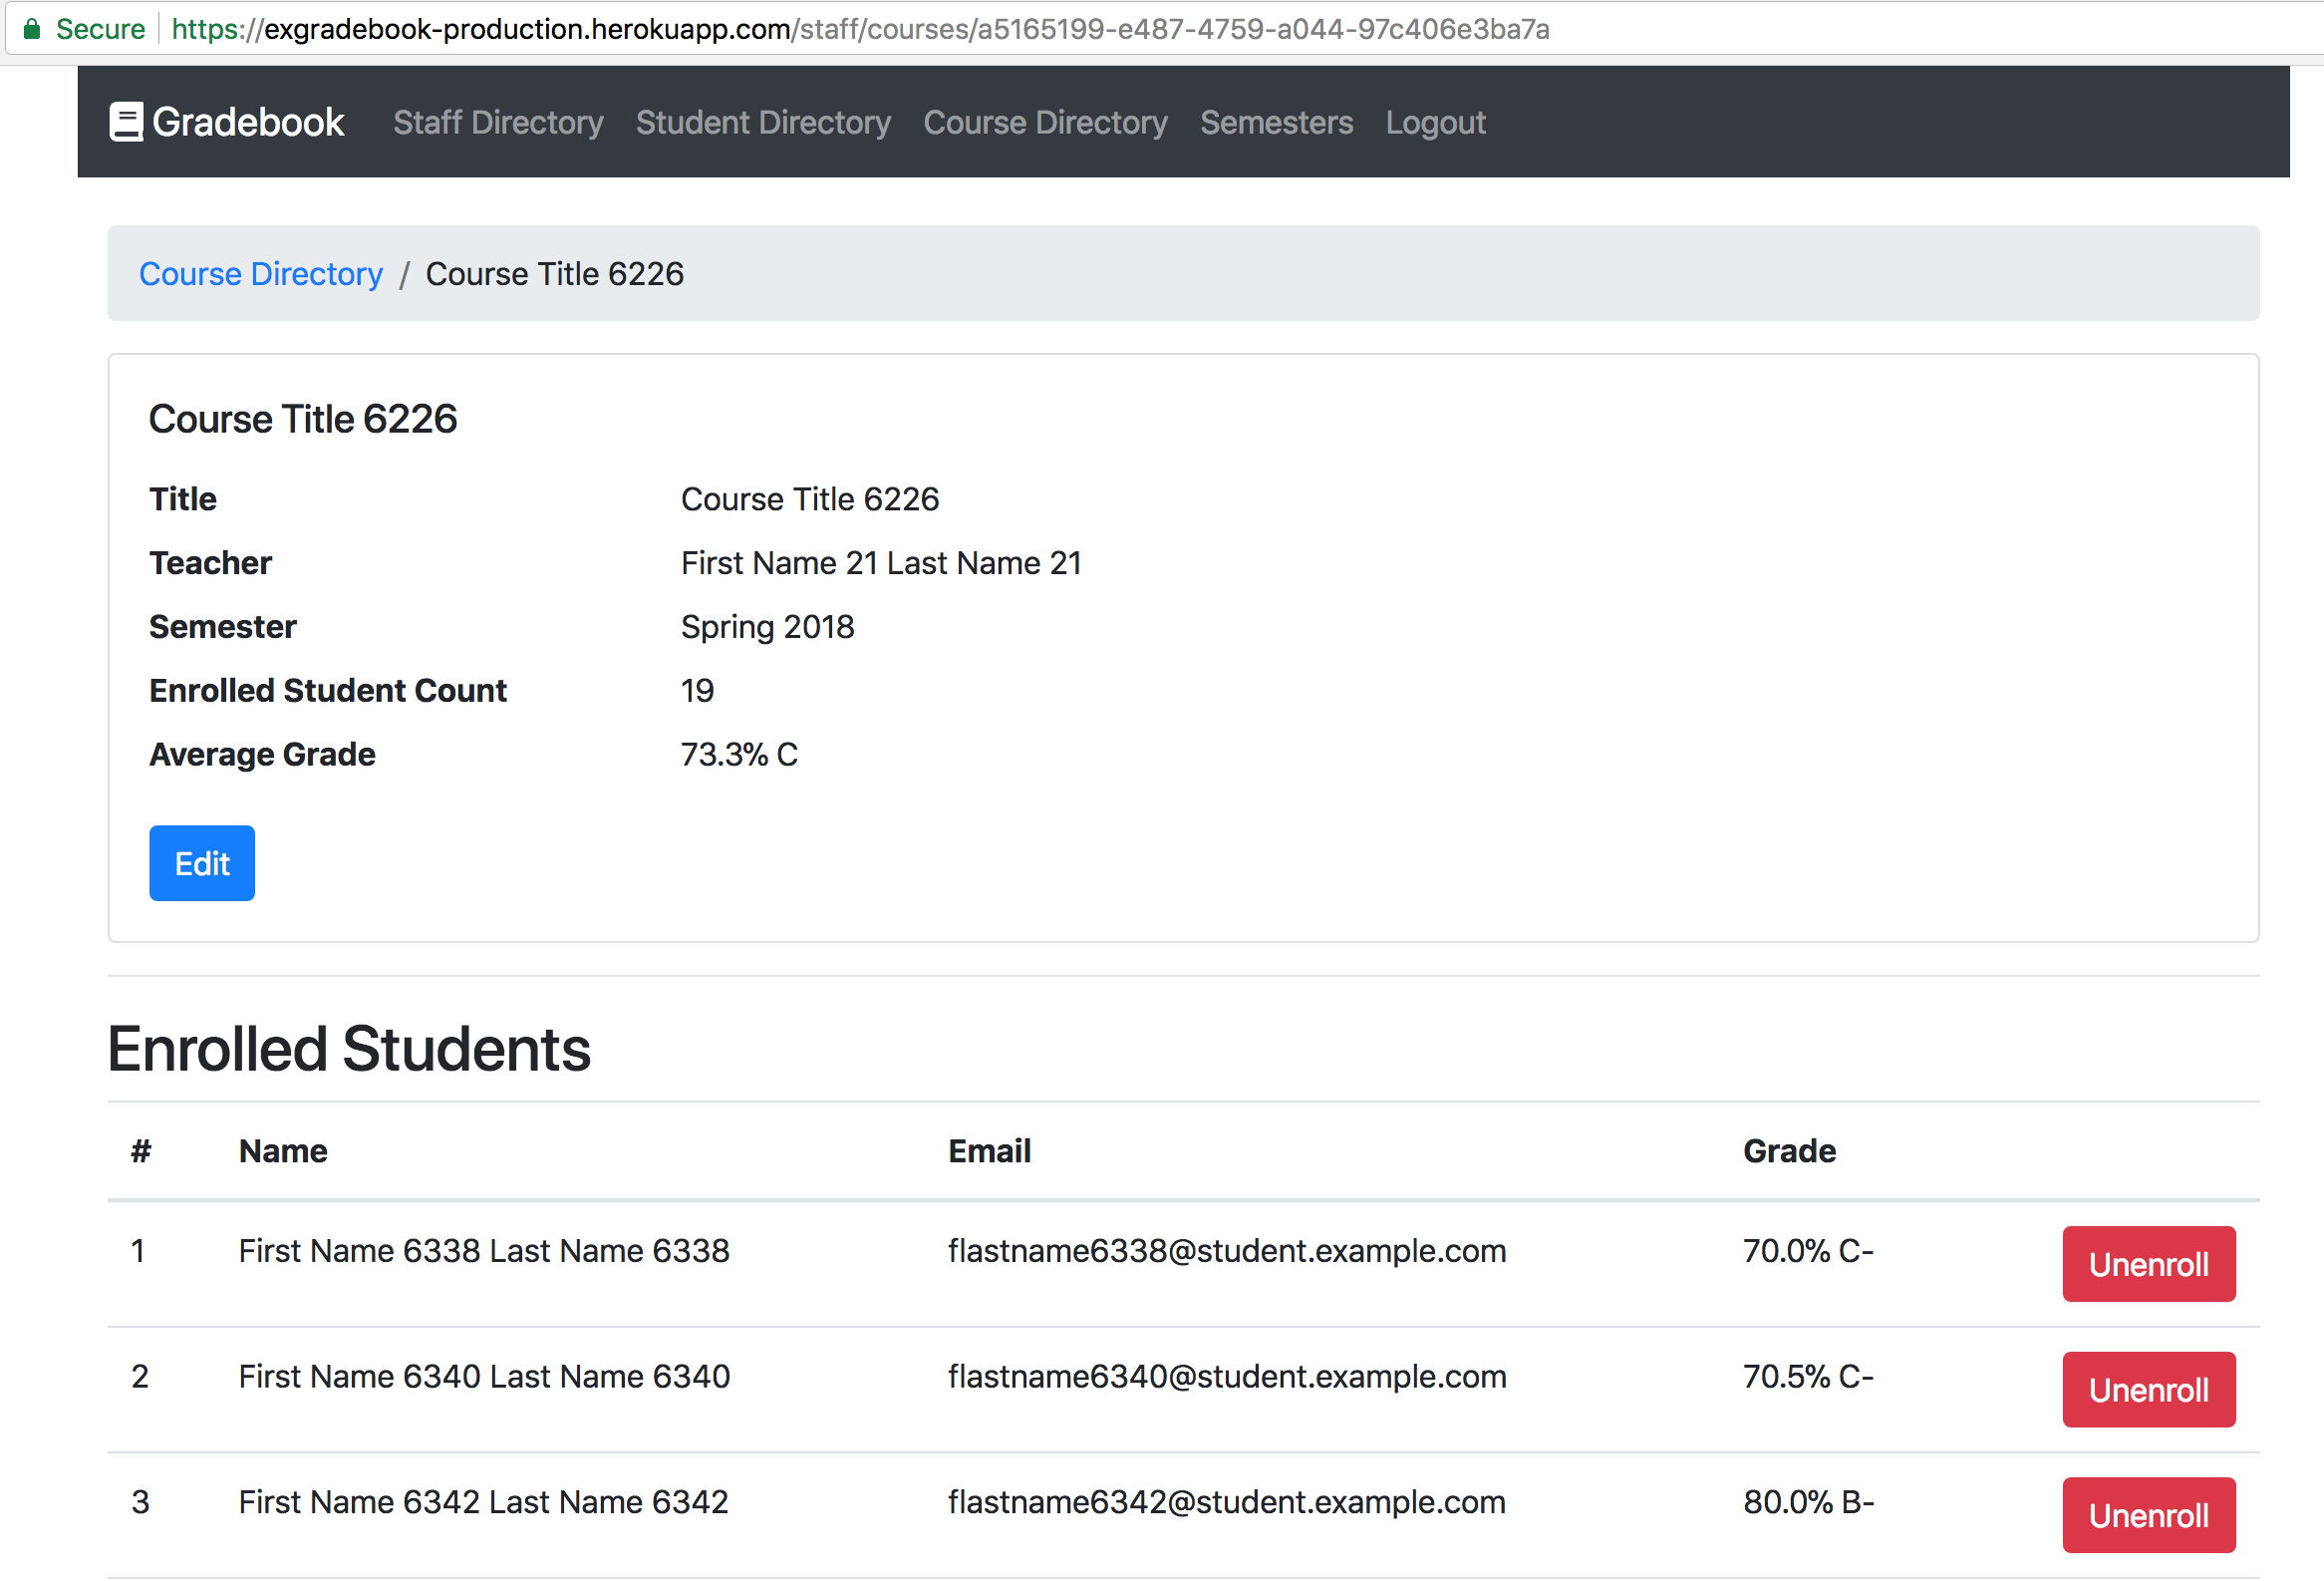 Secure https://exgradebook-production.herokuapp.com/staff/courses/a5165199-e487-4759-a044-97c406e3ba7a
Gradebook Staff Directory Student Directory Course Directory Semesters Logout
Course Directory / Course Title 6226
Course Title 6226
Title Course Title 6226
Teacher First Name 21 Last Name 21
Semester Spring 2018
Enrolled Student Count 19
Average Grade 73.3% C
Edit
Enrolled Students
# Name Email Grade
1 First Name 6338 Last Name 6338 flastname6338@student.example.com 70.0% C- Unenroll
2 First Name 6340 Last Name 6340 flastname6340@student.example.com 70.5% C- Unenroll
3 First Name 6342 Last Name 6342 flastname6342@student.example.com 80.0% B- Unenroll